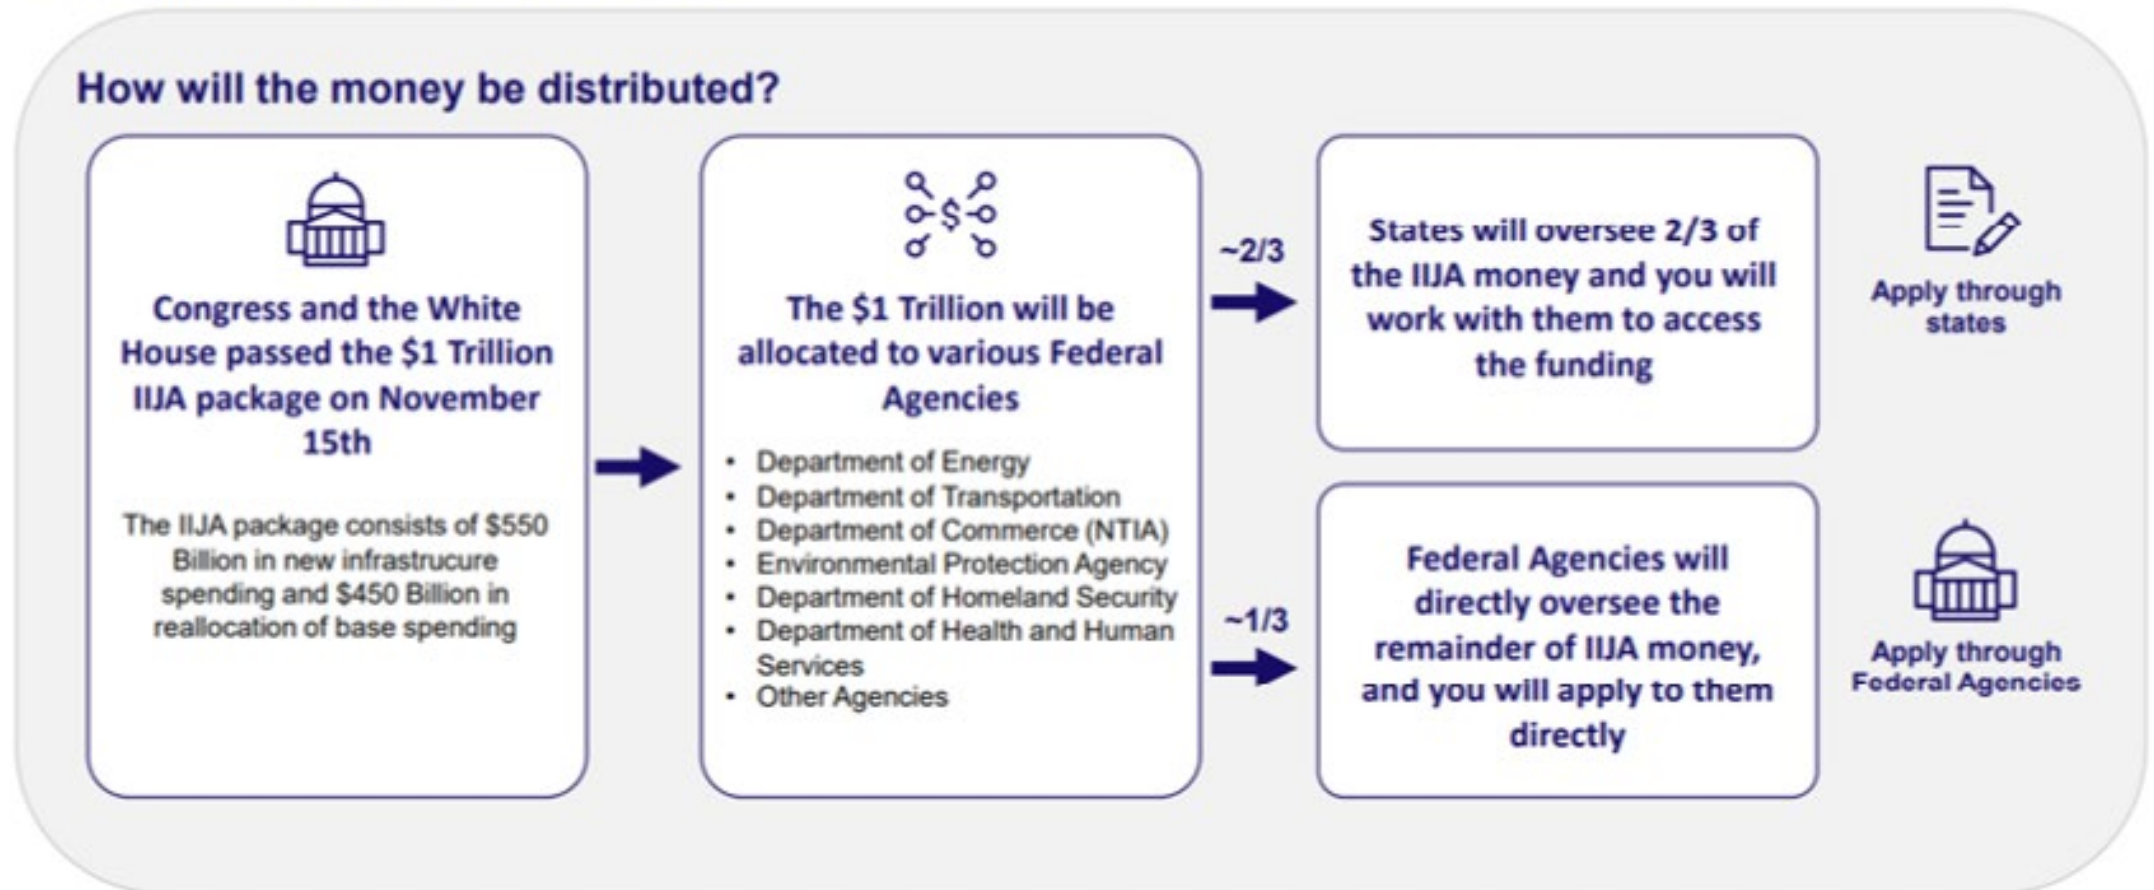 How will the money be distributed?
Congress and the White
House passed the $1 Trillion
IIJA package on November
15th
The IIJA package consists of $550
Billion in new infrastrucure
spending and $450 Billion in
reallocation of base spending
$
The $1 Trillion will be
allocated to various Federal
Agencies
• Department of Energy
• Department of Transportation
• Department of Commerce (NTIA)
• Environmental Protection Agency
• Department of Homeland Security
• Department of Health and Human
Services
• Other Agencies
~2/3
States will oversee 2/3 of
the IIJA money and you will
work with them to access
the funding
Apply through
states
~1/3
Federal Agencies will
directly oversee the
remainder of IIJA money,
and you will apply to them
directly
Apply through
Federal Agencies